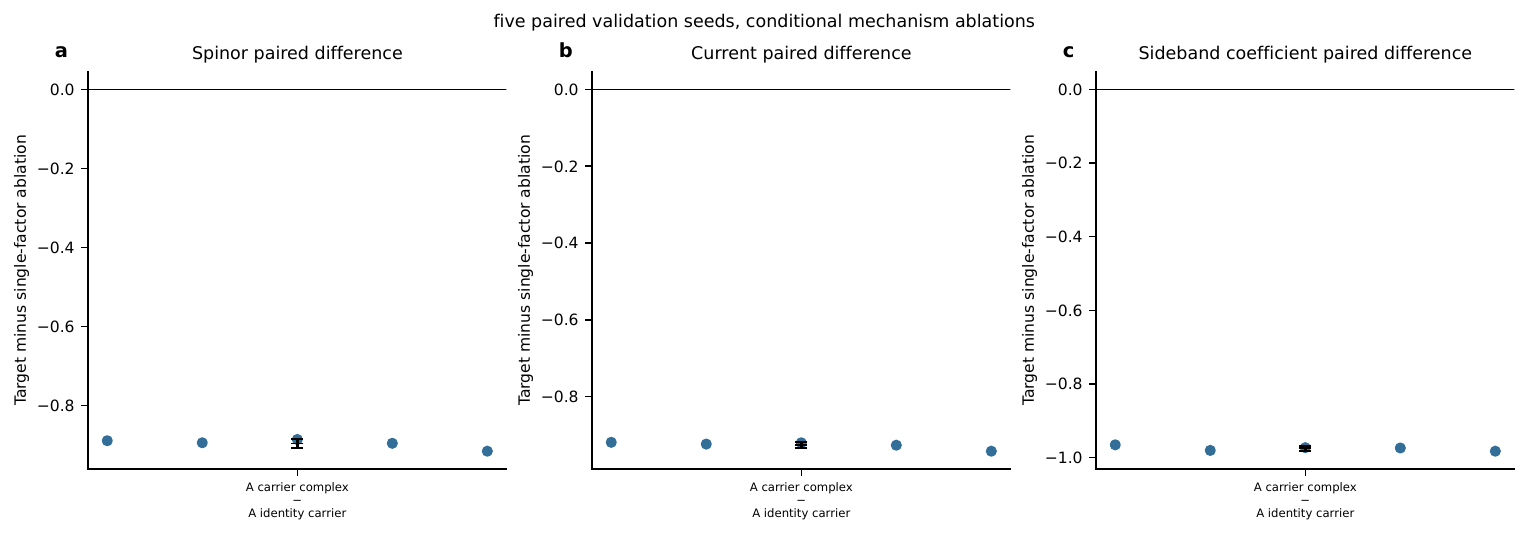 five paired validation seeds, conditional mechanism ablations
a
Spinor paired difference
Target minus single-factor ablation
0.0
−0.2
−0.4
−0.6
−0.8
A carrier complex
−
A identity carrier
b
Current paired difference
Target minus single-factor ablation
0.0
−0.2
−0.4
−0.6
−0.8
A carrier complex
−
A identity carrier
c
Sideband coefficient paired difference
Target minus single-factor ablation
0.0
−0.2
−0.4
−0.6
−0.8
−1.0
A carrier complex
−
A identity carrier